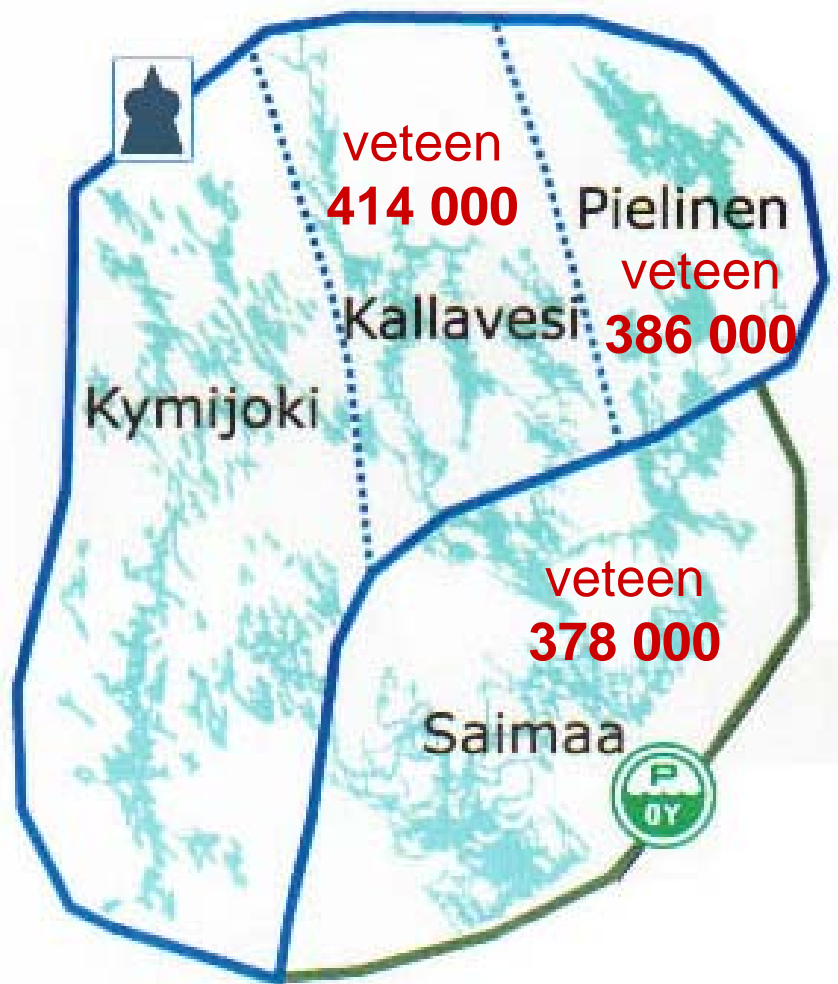 veteen
414 000
Pielinen
veteen
386 000
Kallavesi
Kymijoki
veteen
378 000
Saimaa
P
OY